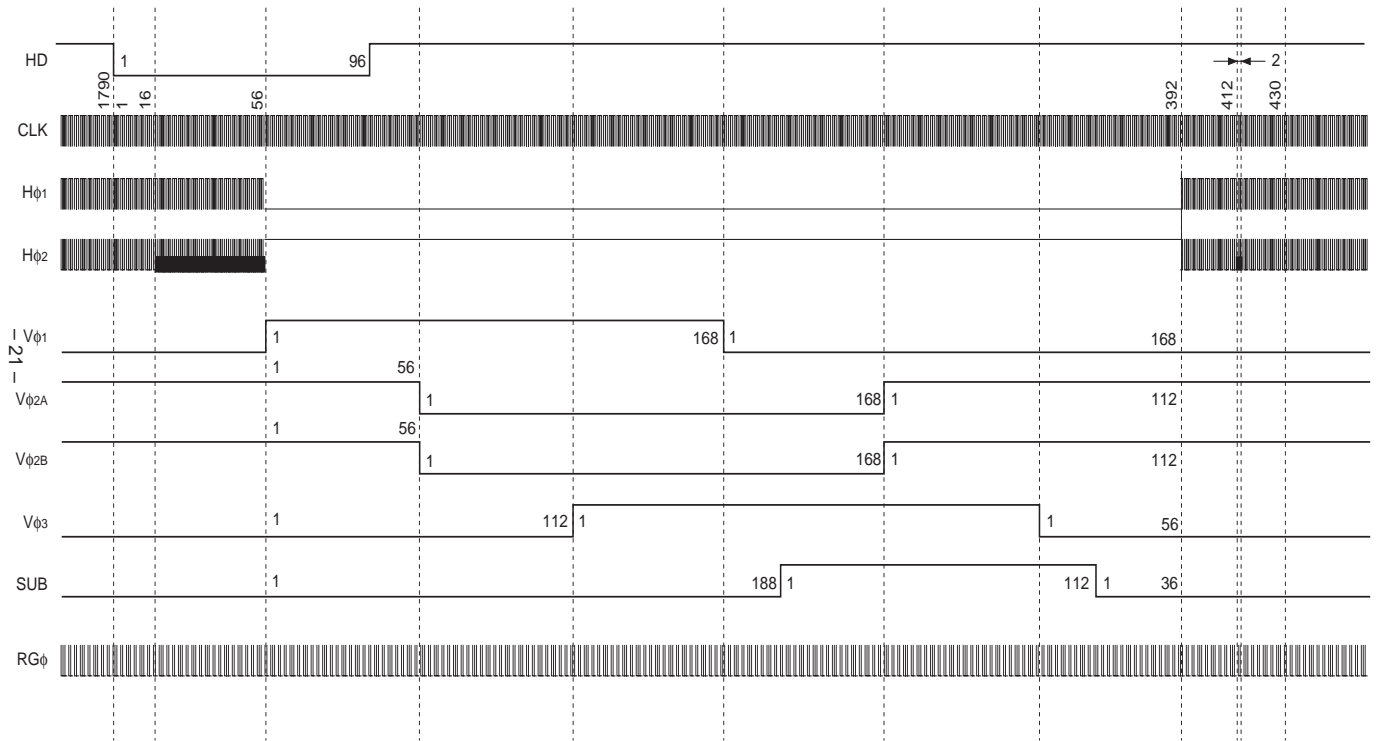 HD 1 96 2
1790 1 16 56 392 412 430
CLK
Hϕ1
Hϕ2
Vϕ1 1 168 1 168
– 21 –
1 56
Vϕ2A 1 168 1 112
1 56
Vϕ2B 1 168 1 112
Vϕ3 1 112 1 1 56
SUB 1 188 1 112 1 36
RGϕ